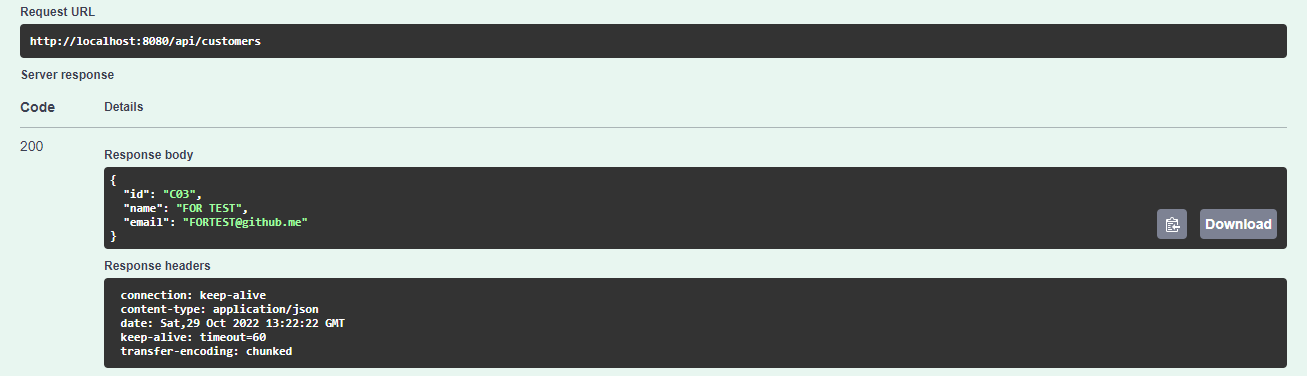 Request URL
http://localhost:8080/api/customers
Server response
Code Details
200
Response body
{
"id": "C03",
"name": "FOR TEST",
"email": "FORTEST@github.me"
}
Download
Response headers
connection: keep-alive
content-type: application/json
date: Sat,29 Oct 2022 13:22:22 GMT
keep-alive: timeout=60
transfer-encoding: chunked